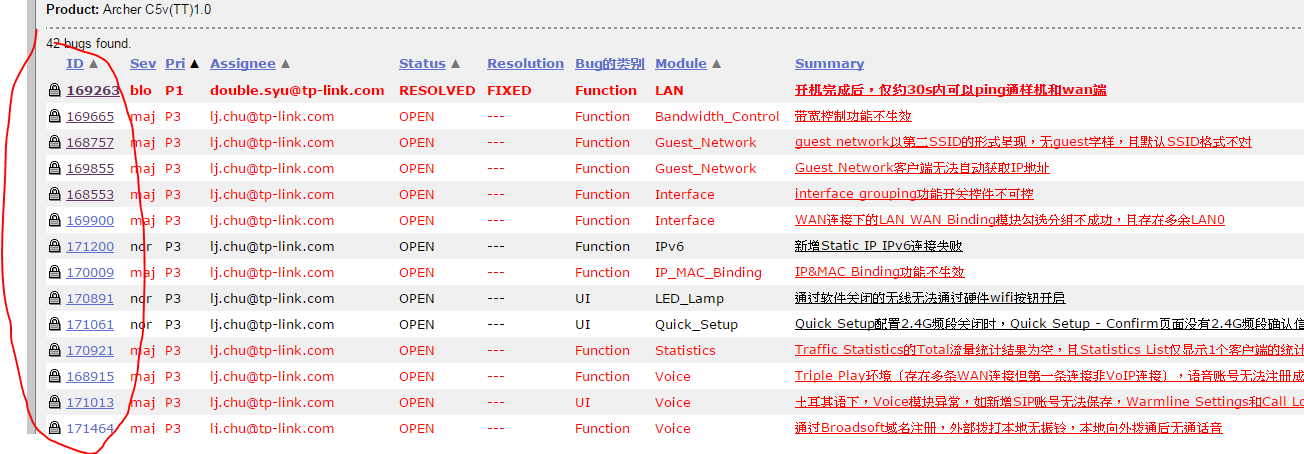 Product: Archer C5v(TT)1.0
42 bugs found.
ID ▲ Sev Pri ▲ Assignee ▲ Status ▲ Resolution Bug的类别 Module ▲ Summary
169263 blo P1 double.syu@tp-link.com RESOLVED FIXED Function LAN 开机完成后，仅约30s内可以ping通样机和wan端
169665 maj P3 lj.chu@tp-link.com OPEN --- Function Bandwidth_Control 带宽控制功能不生效
168757 maj P3 lj.chu@tp-link.com OPEN --- Function Guest_Network guest network以第二SSID的形式呈现，无guest字样，且默认SSID格式不对
169855 maj P3 lj.chu@tp-link.com OPEN --- Function Guest_Network Guest Network客户端无法自动获取IP地址
168553 maj P3 lj.chu@tp-link.com OPEN --- Function Interface interface grouping功能开关控件不可控
169900 maj P3 lj.chu@tp-link.com OPEN --- Function Interface WAN连接下的LAN WAN Binding模块勾选分组不成功，且存在多余LAN0
171200 nor P3 lj.chu@tp-link.com OPEN --- Function IPv6 新增Static IP IPv6连接失败
170009 maj P3 lj.chu@tp-link.com OPEN --- Function IP_MAC_Binding IP&MAC Binding功能不生效
170891 nor P3 lj.chu@tp-link.com OPEN --- UI LED_Lamp 通过软件关闭的无线无法通过硬件wifi按钮开启
171061 nor P3 lj.chu@tp-link.com OPEN --- UI Quick_Setup Quick Setup配置2.4G频段关闭时，Quick Setup - Confirm页面没有2.4G频段确认信
170921 maj P3 lj.chu@tp-link.com OPEN --- Function Statistics Traffic Statistics的Total流量统计结果为空，且Statistics List仅显示1个客户端的统计
168915 maj P3 lj.chu@tp-link.com OPEN --- Function Voice Triple Play环境（存在多条WAN连接但第一条连接非VoIP连接），语音账号无法注册成
171013 maj P3 lj.chu@tp-link.com OPEN --- UI Voice 土耳其语下，Voice模块异常，如新增SIP账号无法保存，Warmline Settings和Call Lo
171464 maj P3 lj.chu@tp-link.com OPEN --- Function Voice 通过Broadsoft域名注册，外部拨打本地无振铃，本地向外拨通后无通话音